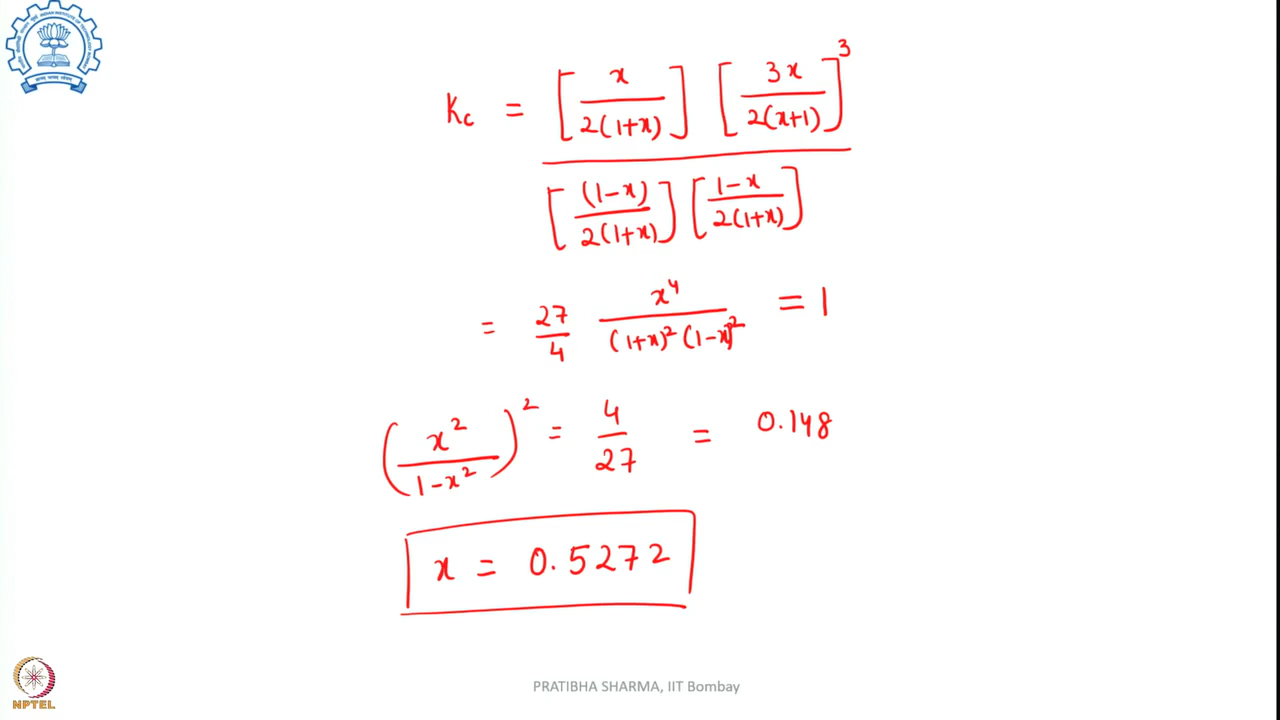 K_c = [x / 2(1+x)] [3x / 2(x+1)]^3 / [(1-x) / 2(1+x)] [1-x / 2(1+x)]
= 27/4 x^4 / (1+x)^2 (1-x)^2 = 1
(x^2 / 1-x^2)^2 = 4/27 = 0.148
x = 0.5272
NPTEL
PRATIBHA SHARMA, IIT Bombay